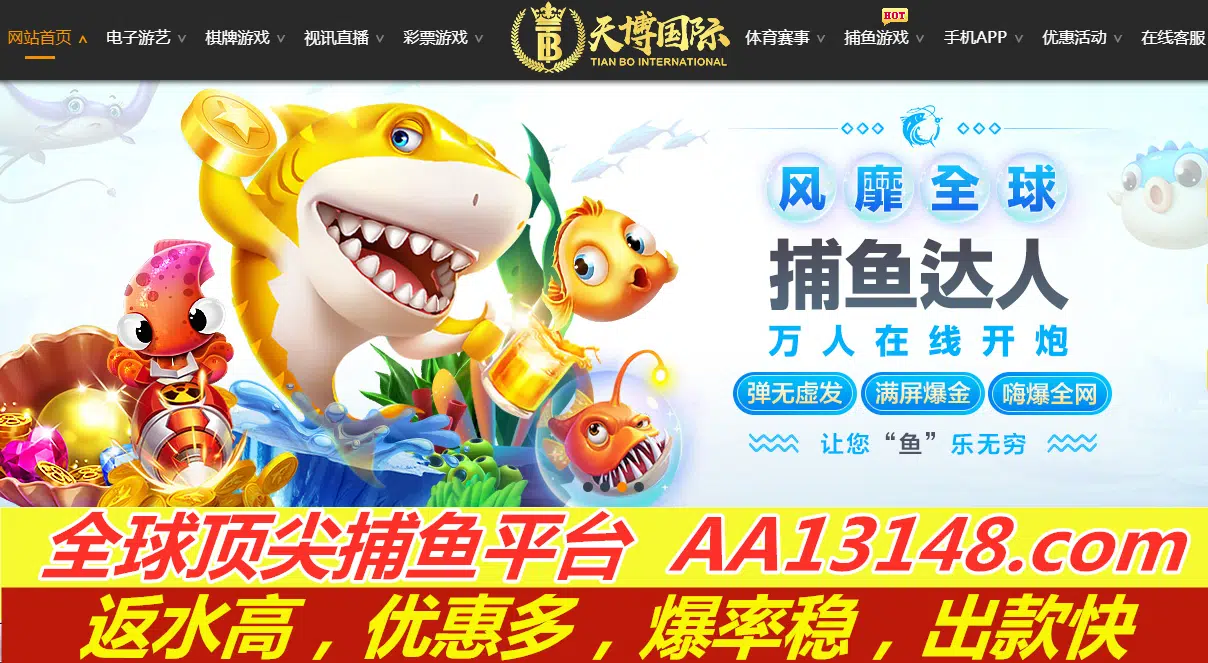 网站首页 电子游艺 棋牌游戏 视讯直播 彩票游戏 天博国际 体育赛事 捕鱼游戏 HOT 手机APP 优惠活动 在线客服
TIAN BO INTERNATIONAL
风靡全球
捕鱼达人
万人在线开炮
弹无虚发 满屏爆金 嗨爆全网
让您“鱼”乐无穷
全球顶尖捕鱼平台 AA13148.com
返水高，优惠多，爆率稳，出款快